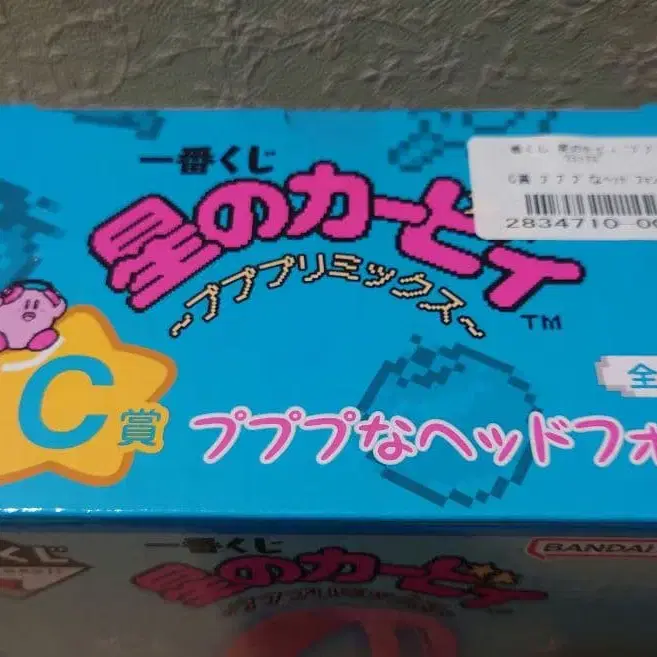 一番くじ
星のカービィ
~プププリミックス~
TM
2834710
C賞
全
プププなヘッドフォ
くじ
一番くじ
BANDAI
星のカービィ